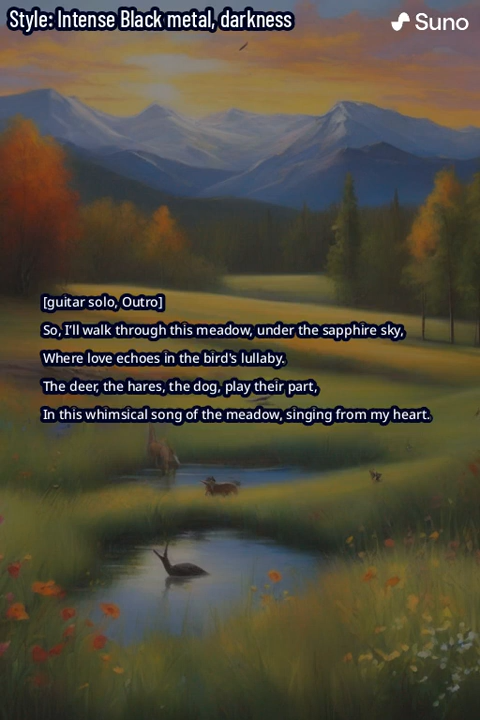 Style: Intense Black metal, darkness
Suno
[guitar solo, Outro]
So, I'll walk through this meadow, under the sapphire sky,
Where love echoes in the bird's lullaby.
The deer, the hares, the dog, play their part,
In this whimsical song of the meadow, singing from my heart.